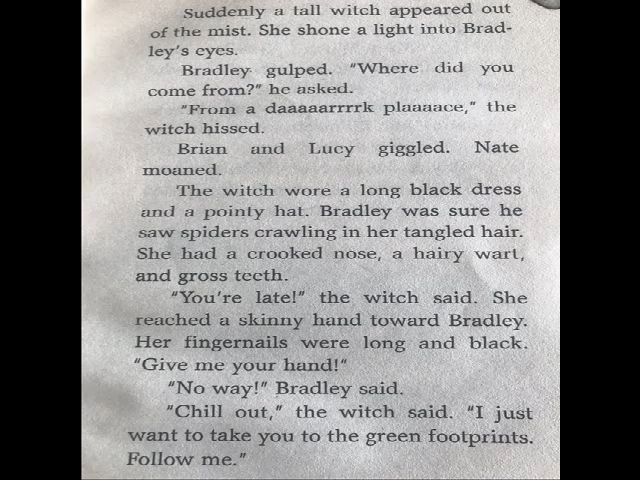 Suddenly a tall witch appeared out
of the mist. She shone a light into Brad-
ley's eyes.
Bradley gulped. "Where did you
come from?" he asked.
"From a daaaaarrrrk plaaaace," the
witch hissed.
Brian and Lucy giggled. Nate
moaned.
The witch wore a long black dress
and a pointy hat. Bradley was sure he
saw spiders crawling in her tangled hair.
She had a crooked nose, a hairy wart,
and gross teeth.
"You're late!" the witch said. She
reached a skinny hand toward Bradley.
Her fingernails were long and black.
"Give me your hand!"
"No way!" Bradley said.
"Chill out," the witch said. "I just
want to take you to the green footprints.
Follow me."